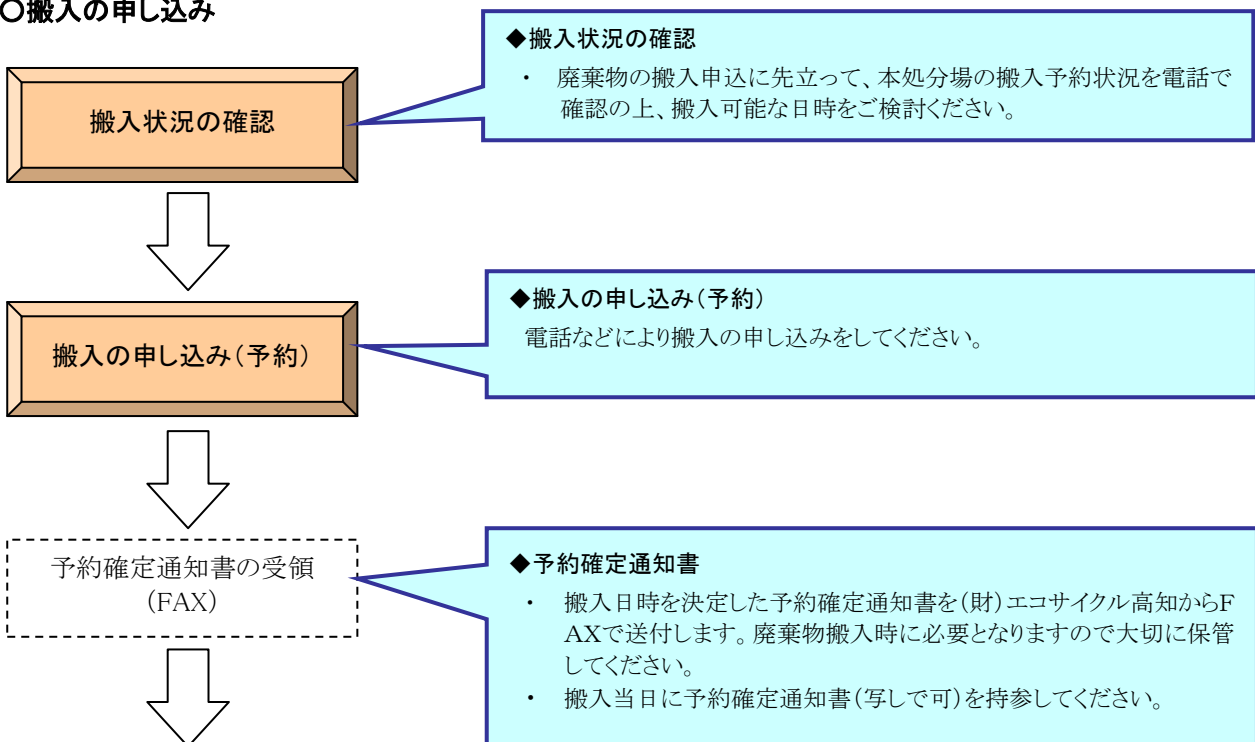 〇搬入の申し込み
搬入状況の確認
◆搬入状況の確認
・ 廃棄物の搬入申込に先立って、本処分場の搬入予約状況を電話で
確認の上、搬入可能な日時をご検討ください。
搬入の申し込み(予約)
◆搬入の申し込み(予約)
電話などにより搬入の申し込みをしてください。
予約確定通知書の受領
(FAX)
◆予約確定通知書
・ 搬入日時を決定した予約確定通知書を(財)エコサイクル高知からF
AXで送付します。廃棄物搬入時に必要となりますので大切に保管
してください。
・ 搬入当日に予約確定通知書(写しで可)を持参してください。